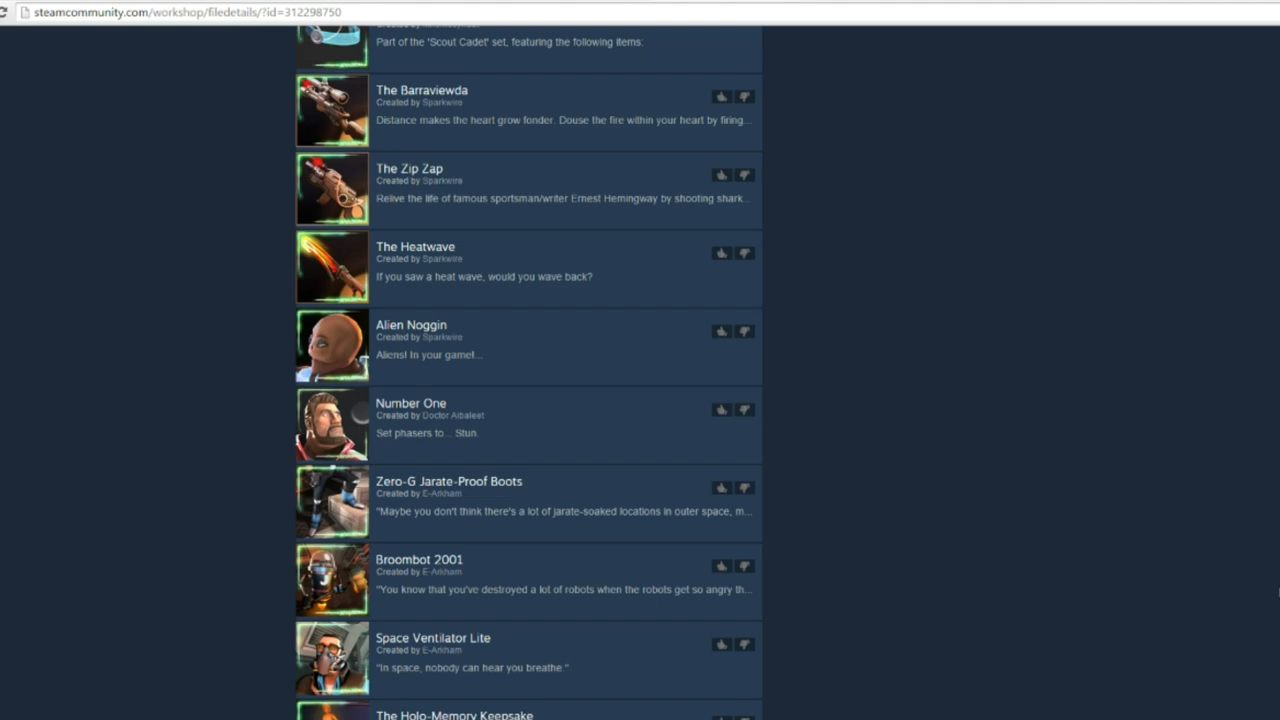 steamcommunity.com/workshop/filedetails/?id=312298750
Part of the 'Scout Cadet' set, featuring the following items:
The Barraviewda
Created by Sparkwire
Distance makes the heart grow fonder. Douse the fire within your heart by firing...
The Zip Zap
Created by Sparkwire
Relive the life of famous sportsman/writer Ernest Hemingway by shooting shark...
The Heatwave
Created by Sparkwire
If you saw a heat wave, would you wave back?
Alien Noggin
Created by Sparkwire
Aliens! In your game!...
Number One
Created by Doctor Aibaleet
Set phasers to... Stun.
Zero-G Jarate-Proof Boots
Created by E-Arkham
"Maybe you don't think there's a lot of jarate-soaked locations in outer space, m...
Broombot 2001
Created by E-Arkham
"You know that you've destroyed a lot of robots when the robots get so angry th...
Space Ventilator Lite
Created by E-Arkham
"In space, nobody can hear you breathe."
The Holo-Memory Keepsake